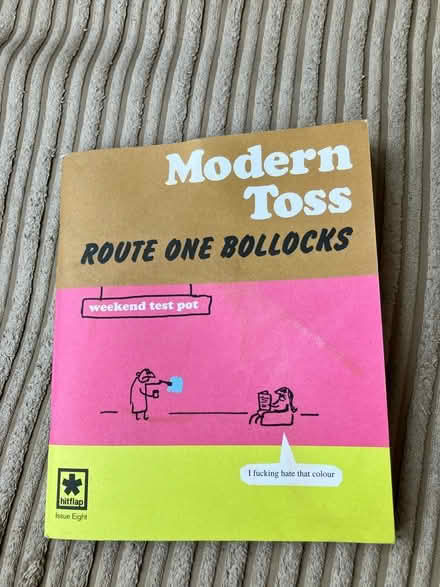 Modern
Toss
ROUTE ONE BOLLOCKS
weekend test pot
I fucking hate that colour
hitflap
Issue Eight